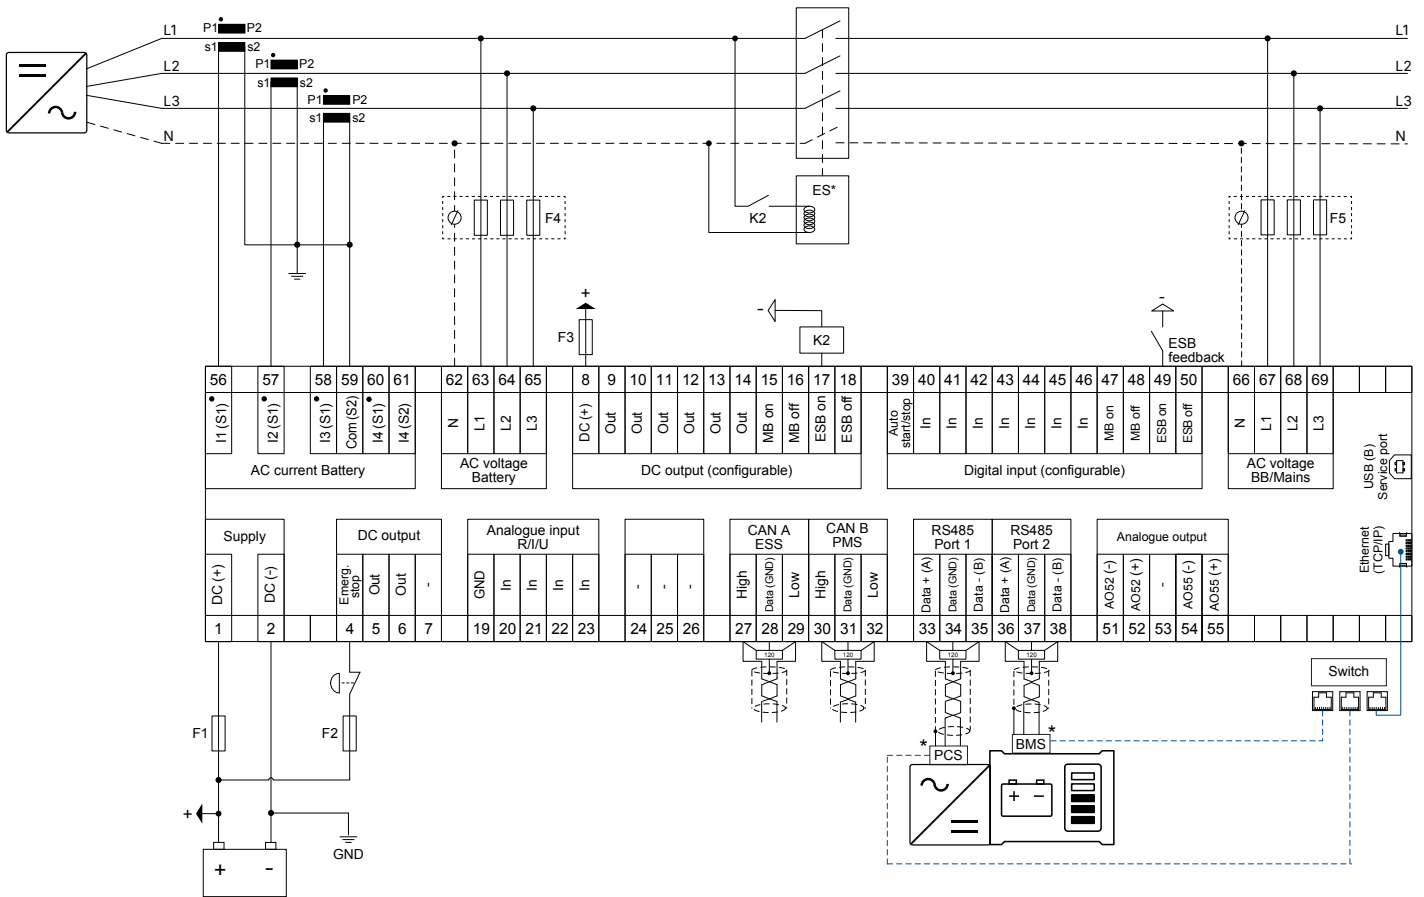 L1 P1 P2 L1
s1 s2
L2 P1 P2 L2
s1 s2
L3 P1 P2 L3
s1 s2
N N
ES*
K2
F4 F5
+ - -
F3 K2 ESB
feedback
56 57 58 59 60 61 62 63 64 65 8 9 10 11 12 13 14 15 16 17 18 39 40 41 42 43 44 45 46 47 48 49 50 66 67 68 69
I1 (S1)
I2 (S1)
I3 (S1)
Com (S2)
I4 (S1)
I4 (S2)
N
L1
L2
L3
DC (+)
Out
Out
Out
Out
Out
Out
MB on
MB off
ESB on
ESB off
Auto
start/stop
In
In
In
In
In
In
In
MB on
MB off
ESB on
ESB off
N
L1
L2
L3
AC current Battery
AC voltage
Battery
DC output (configurable)
Digital input (configurable)
AC voltage
BB/Mains
USB (B)
Service port
Ethernet
(TCP/IP)
Supply
DC output
Analogue input
R/I/U
CAN A
ESS
CAN B
PMS
RS485
Port 1
RS485
Port 2
Analogue output
DC (+)
DC (-)
Emerg.
stop
Out
Out
-
GND
In
In
In
In
-
-
-
High
Data (GND)
Low
High
Data (GND)
Low
Data + (A)
Data (GND)
Data - (B)
Data + (A)
Data (GND)
Data - (B)
AO52 (-)
AO52 (+)
-
AO55 (-)
AO55 (+)
1 2 4 5 6 7 19 20 21 22 23 24 25 26 27 28 29 30 31 32 33 34 35 36 37 38 51 52 53 54 55
120 120 120 120
Switch
F1 F2
* PCS BMS *
+ -
+
GND
+ -